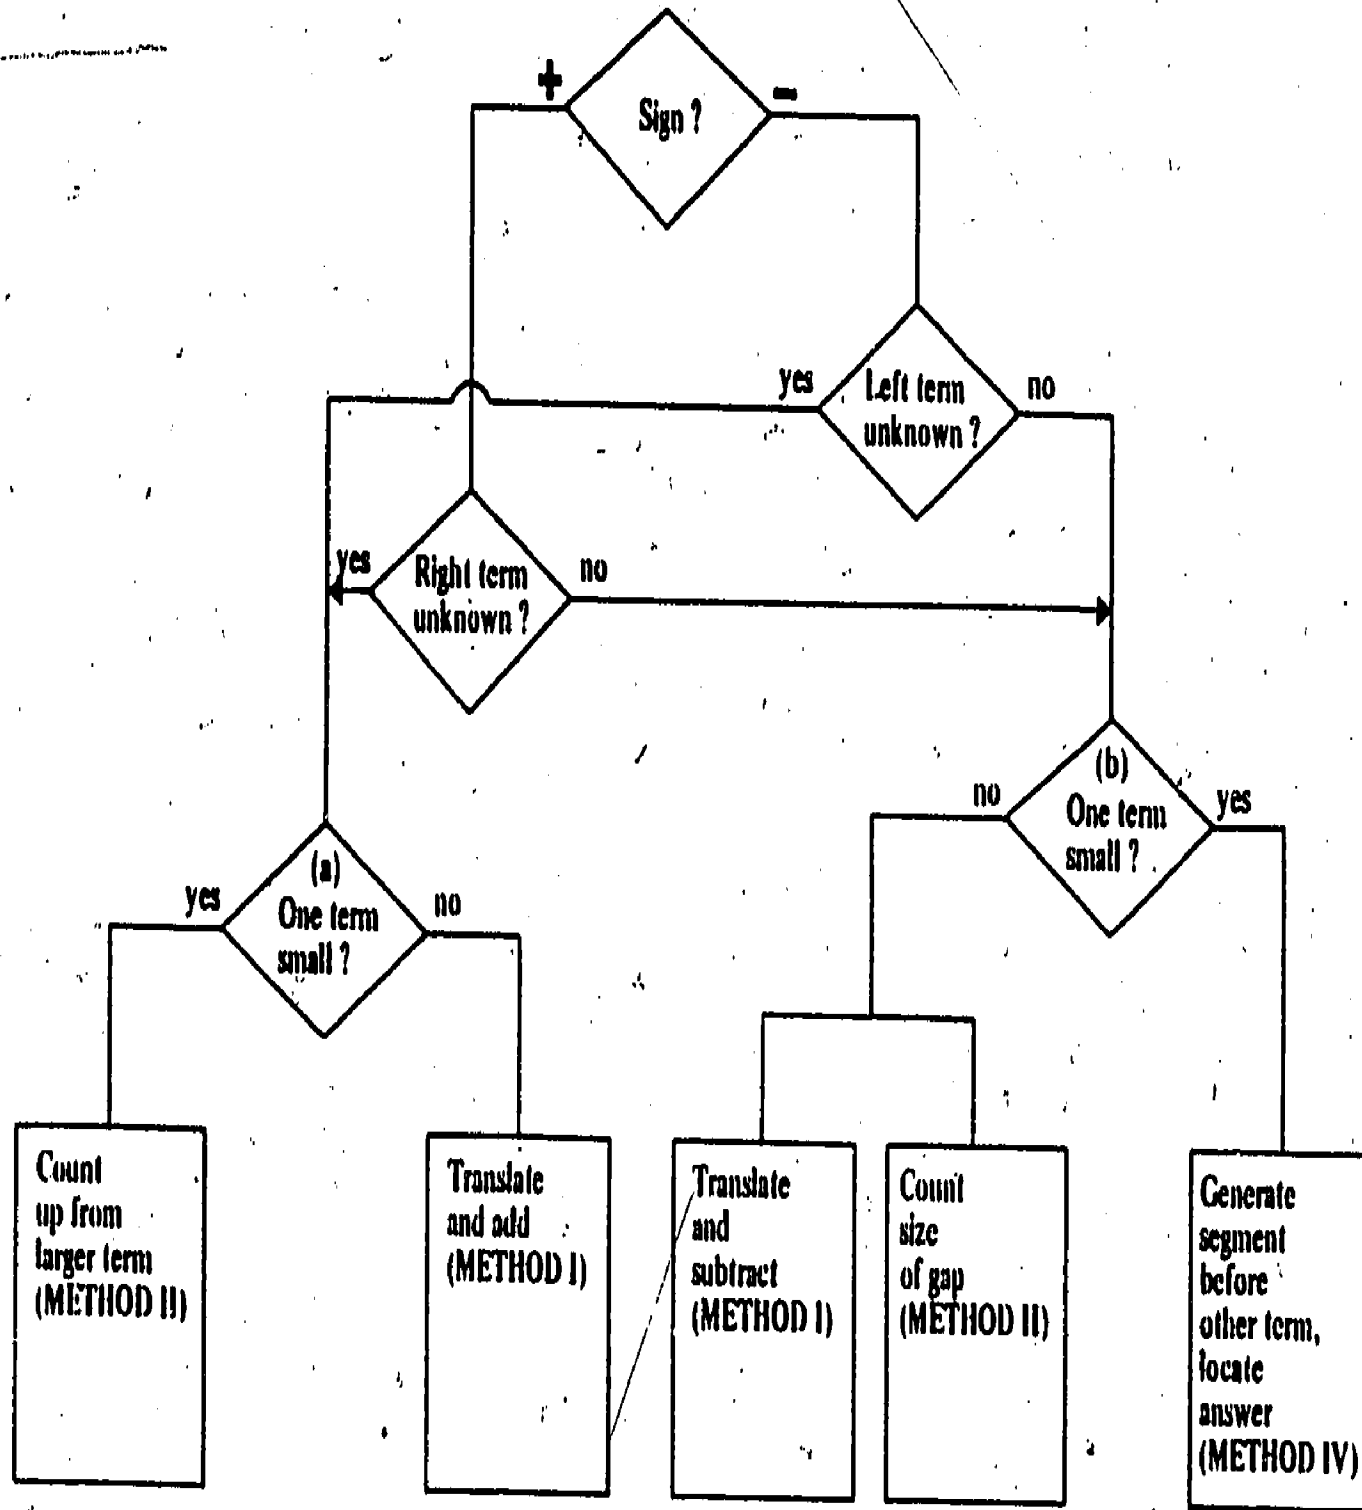 +
Sign ?
-
yes
Left term
unknown ?
no
yes
Right term
unknown ?
no
(b)
One term
small ?
no
yes
(a)
One term
small ?
yes
no
Count
up from
larger term
(METHOD II)
Translate
and add
(METHOD I)
Translate
and
subtract
(METHOD I)
Count
size
of gap
(METHOD II)
Generate
segment
before
other term,
locate
answer
(METHOD IV)